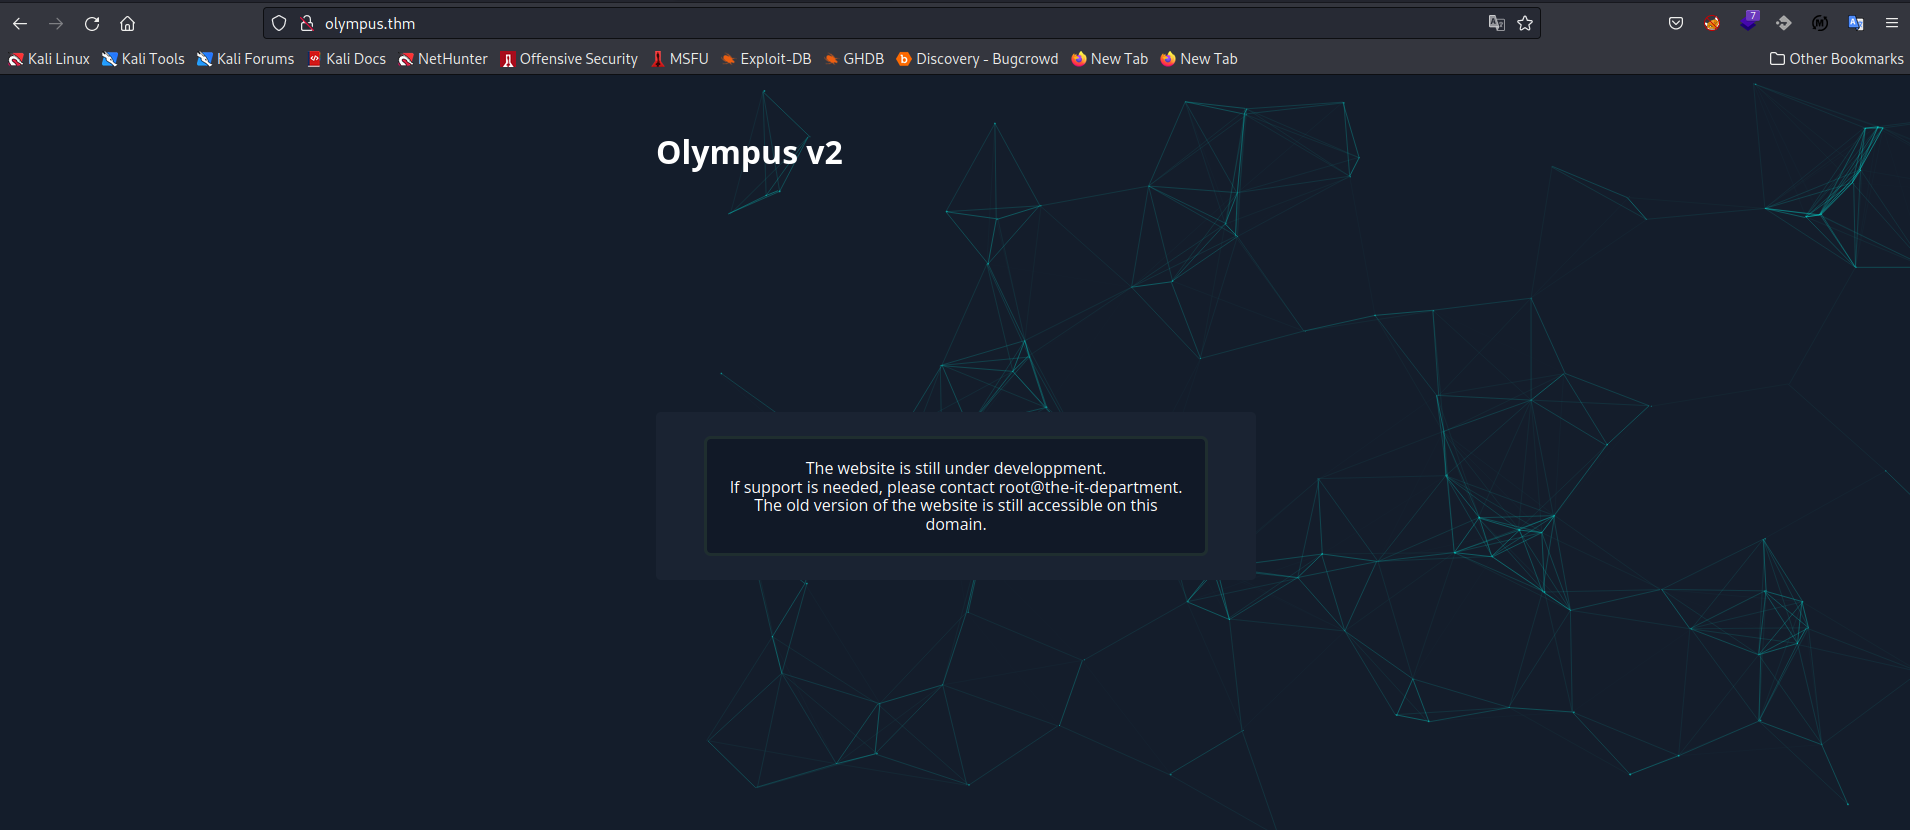 olympus.thm
Kali Linux Kali Tools Kali Forums Kali Docs NetHunter Offensive Security MSFU Exploit-DB GHDB Discovery - Bugcrowd New Tab New Tab Other Bookmarks
7
Olympus v2
The website is still under developpment.
If support is needed, please contact root@the-it-department.
The old version of the website is still accessible on this
domain.